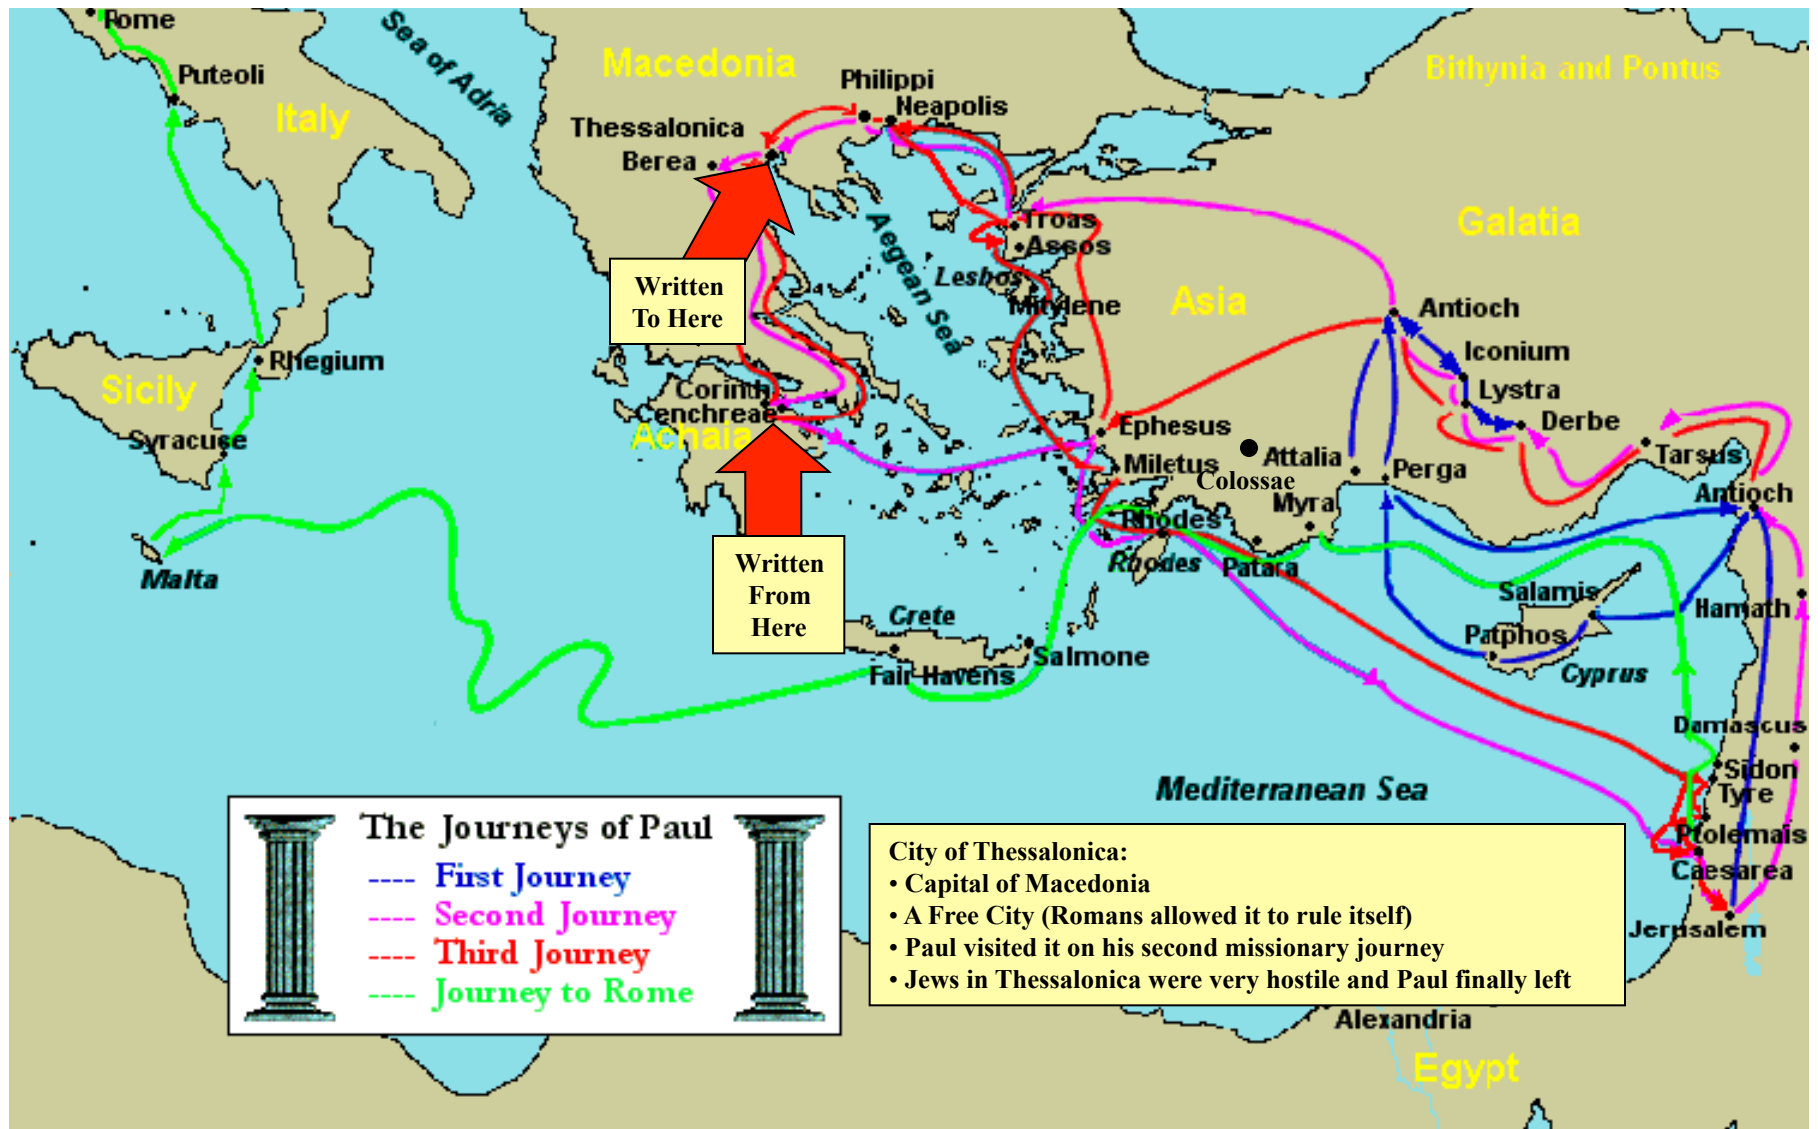 Rome
Puteoli
Italy
Sea of Adria
Macedonia
Philippi
Neapolis
Thessalonica
Berea
Bithynia and Pontus
Galatia
Troas
Assos
Aegean Sea
Lesbos
Mitylene
Asia
Antioch
Iconium
Lystra
Derbe
Written
To Here
Rhegium
Sicily
Syracuse
Corinth
Cenchreae
Achaia
Ephesus
Miletus
Attalia
Colossae
Perga
Tarsus
Antioch
Myra
Rhodes
Rhodes
Patara
Malta
Written
From
Here
Grete
Fair Havens
Salmone
Salamis
Patphos
Cyprus
Hamath
Damascus
Sidon
Tyre
Ptolemais
Caesarea
Jerusalem
Mediterranean Sea
The Journeys of Paul
---- First Journey
---- Second Journey
---- Third Journey
---- Journey to Rome
City of Thessalonica:
• Capital of Macedonia
• A Free City (Romans allowed it to rule itself)
• Paul visited it on his second missionary journey
• Jews in Thessalonica were very hostile and Paul finally left
Alexandria
Egypt